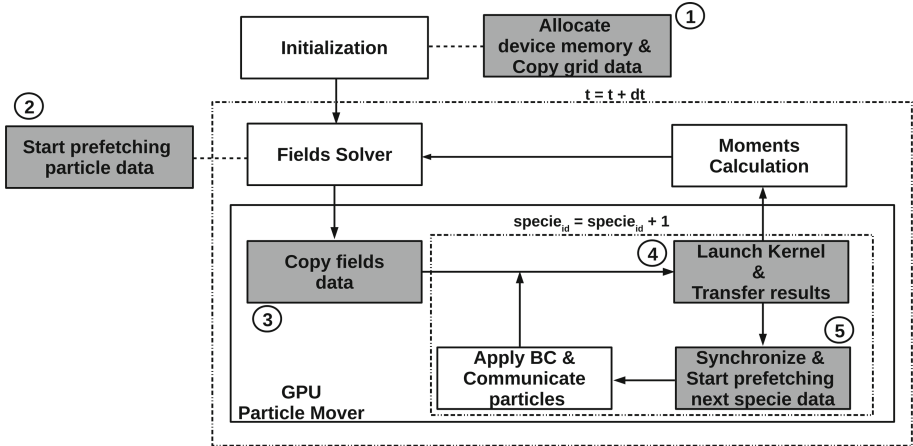 1
Initialization
Allocate
device memory &
Copy grid data
2
t = t + dt
Start prefetching
particle data
Fields Solver
Moments
Calculation
specie_id = specie_id + 1
Copy fields
data
3
4
Launch Kernel
&
Transfer results
5
Apply BC &
Communicate
particles
Synchronize &
Start prefetching
next specie data
GPU
Particle Mover